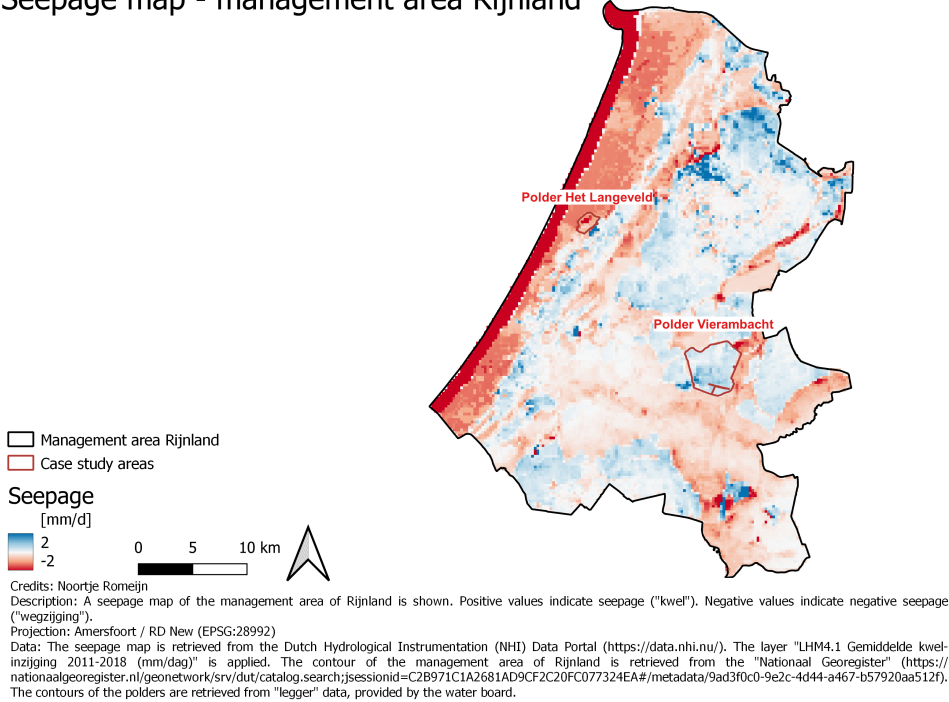 Seepage map - management area Rijnland
Polder Het Langeveld
Polder Vierambacht
Management area Rijnland
Case study areas
Seepage
[mm/d]
2
-2
0 5 10 km
Credits: Noortje Romeijn
Description: A seepage map of the management area of Rijnland is shown. Positive values indicate seepage ("kwel"). Negative values indicate negative seepage
("wegzijging").
Projection: Amersfoort / RD New (EPSG:28992)
Data: The seepage map is retrieved from the Dutch Hydrological Instrumentation (NHI) Data Portal (https://data.nhi.nu/). The layer "LHM4.1 Gemiddelde kwel-
inzijging 2011-2018 (mm/dag)" is applied. The contour of the management area of Rijnland is retrieved from the "Nationaal Georegister" (https://
nationaalgeoregister.nl/geonetwork/srv/dut/catalog.search;jsessionid=C2B971C1A2681AD9CF2C20FC077324EA#/metadata/9ad3f0c0-9e2c-4d44-a467-b57920aa512f).
The contours of the polders are retrieved from "legger" data, provided by the water board.